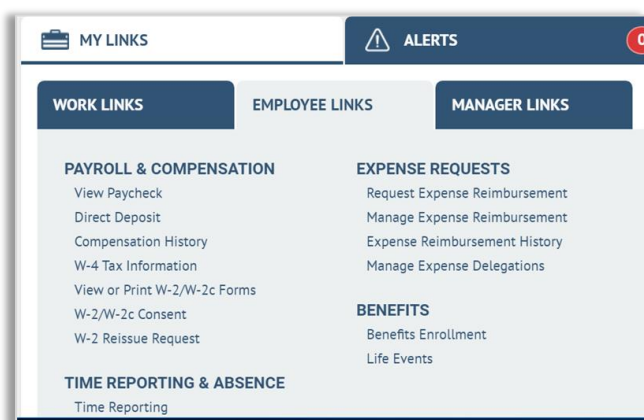 MY LINKS
ALERTS
0
WORK LINKS
EMPLOYEE LINKS
MANAGER LINKS
PAYROLL & COMPENSATION
View Paycheck
Direct Deposit
Compensation History
W-4 Tax Information
View or Print W-2/W-2c Forms
W-2/W-2c Consent
W-2 Reissue Request
TIME REPORTING & ABSENCE
Time Reporting
EXPENSE REQUESTS
Request Expense Reimbursement
Manage Expense Reimbursement
Expense Reimbursement History
Manage Expense Delegations
BENEFITS
Benefits Enrollment
Life Events